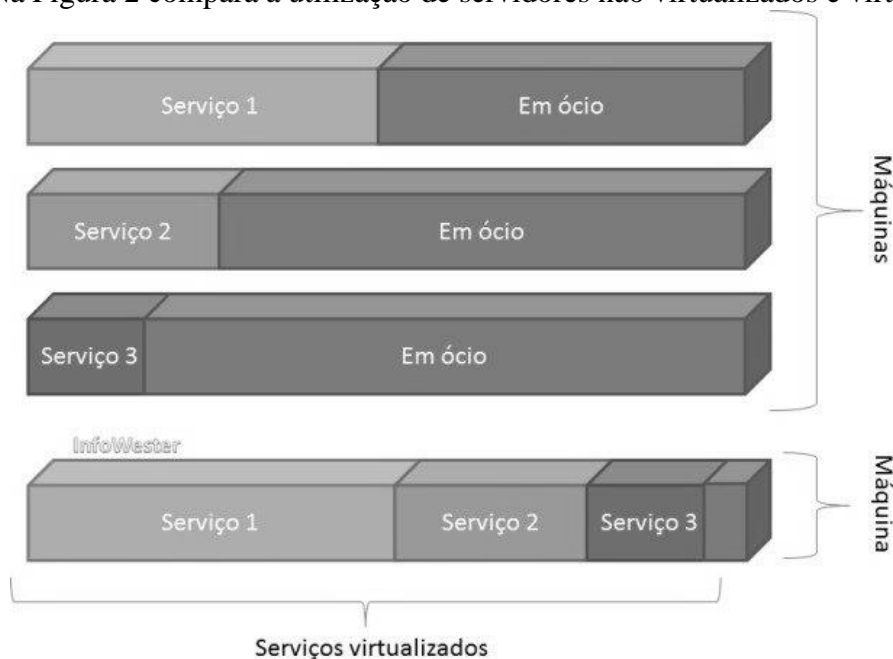 na Figura 2 compara a utilização de servidores não virtualizados e virt
Serviço 1 Em ócio
Serviço 2 Em ócio
Serviço 3 Em ócio
Máquinas
InfoWester
Serviço 1 Serviço 2 Serviço 3
Máquina
Serviços virtualizados